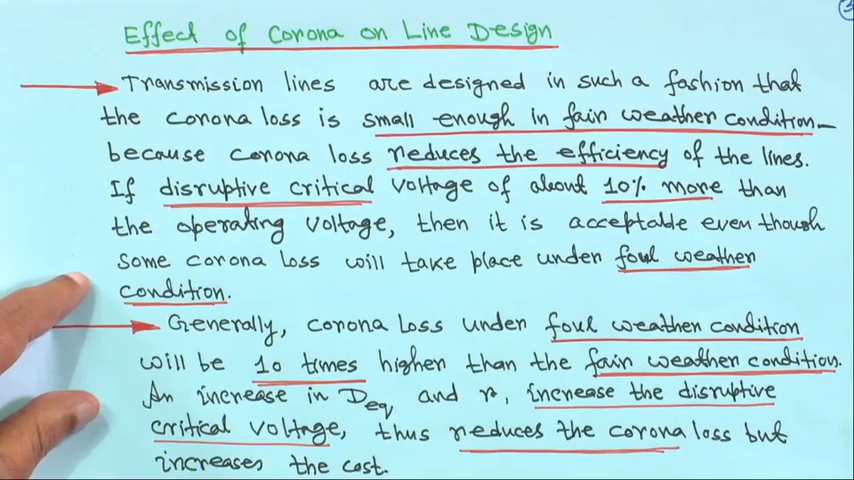 Effect of Corona on Line Design
Transmission lines are designed in such a fashion that
the corona loss is small enough in fair weather condition_
because corona loss reduces the efficiency of the lines.
If disruptive critical voltage of about 10% more than
the operating voltage, then it is acceptable even though
some corona loss will take place under foul weather
condition.
Generally, corona loss under foul weather condition
will be 10 times higher than the fair weather condition.
An increase in Deq and r, increase the disruptive
critical voltage, thus reduces the corona loss but
increases the cost.